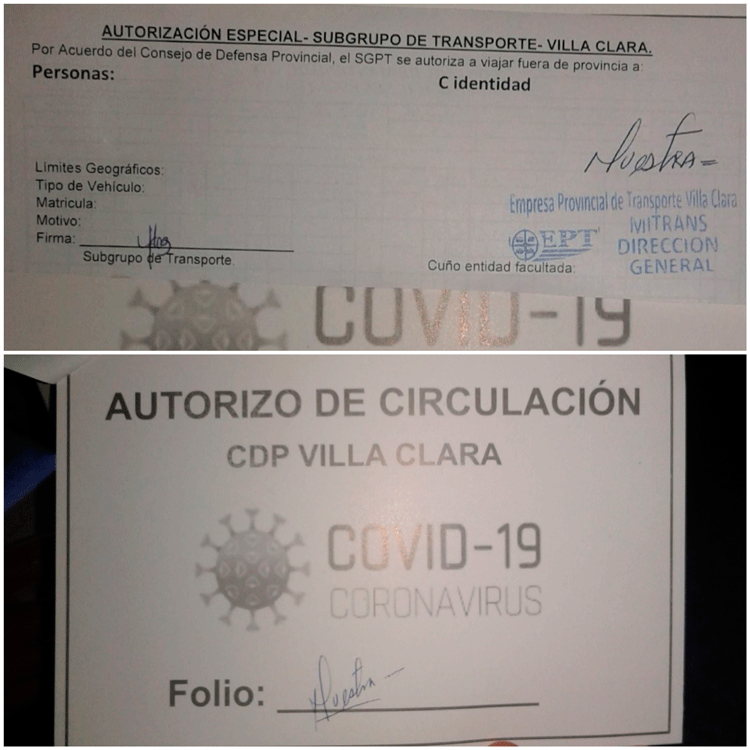 AUTORIZACIÓN ESPECIAL- SUBGRUPO DE TRANSPORTE- VILLA CLARA.
Por Acuerdo del Consejo de Defensa Provincial, el SGPT se autoriza a viajar fuera de provincia a:
Personas: C identidad
Muestra
Limites Geográficos:
Tipo de Vehículo:
Matricula:
Motivo:
Firma:
Subgrupo de Transporte.
Empresa Provincial de Transporte Villa Clara
MITRANS
EPT DIRECCION
GENERAL
Cuño entidad facultada:
COVID-19
AUTORIZO DE CIRCULACIÓN
CDP VILLA CLARA
COVID-19
CORONAVIRUS
Folio: Muestra